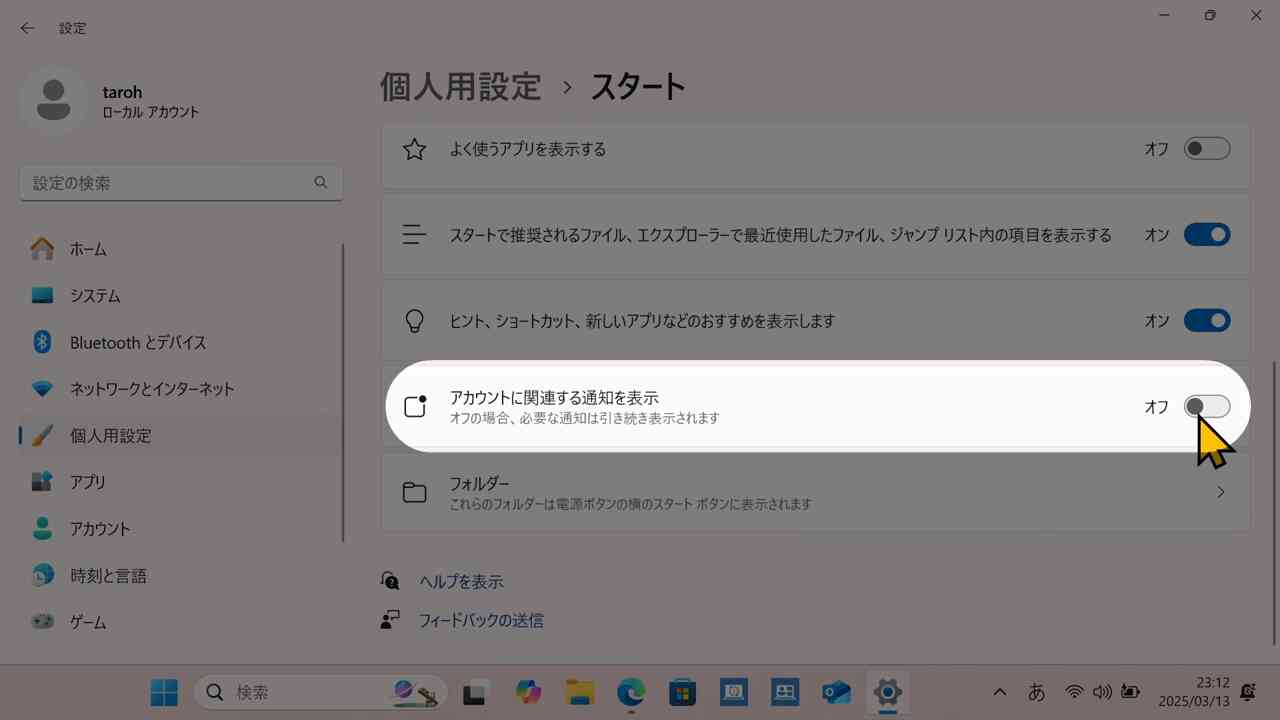 設定
taroh
ローカル アカウント
設定の検索
ホーム
システム
Bluetooth とデバイス
ネットワークとインターネット
個人用設定
アプリ
アカウント
時刻と言語
ゲーム
個人用設定 › スタート
よく使うアプリを表示する オフ
スタートで推奨されるファイル、エクスプローラーで最近使用したファイル、ジャンプ リスト内の項目を表示する オン
ヒント、ショートカット、新しいアプリなどのおすすめを表示します オン
アカウントに関連する通知を表示 オフ
オフの場合、必要な通知は引き続き表示されます
フォルダー
これらのフォルダーは電源ボタンの横のスタート ボタンに表示されます
ヘルプを表示
フィードバックの送信
検索
あ
23:12
2025/03/13